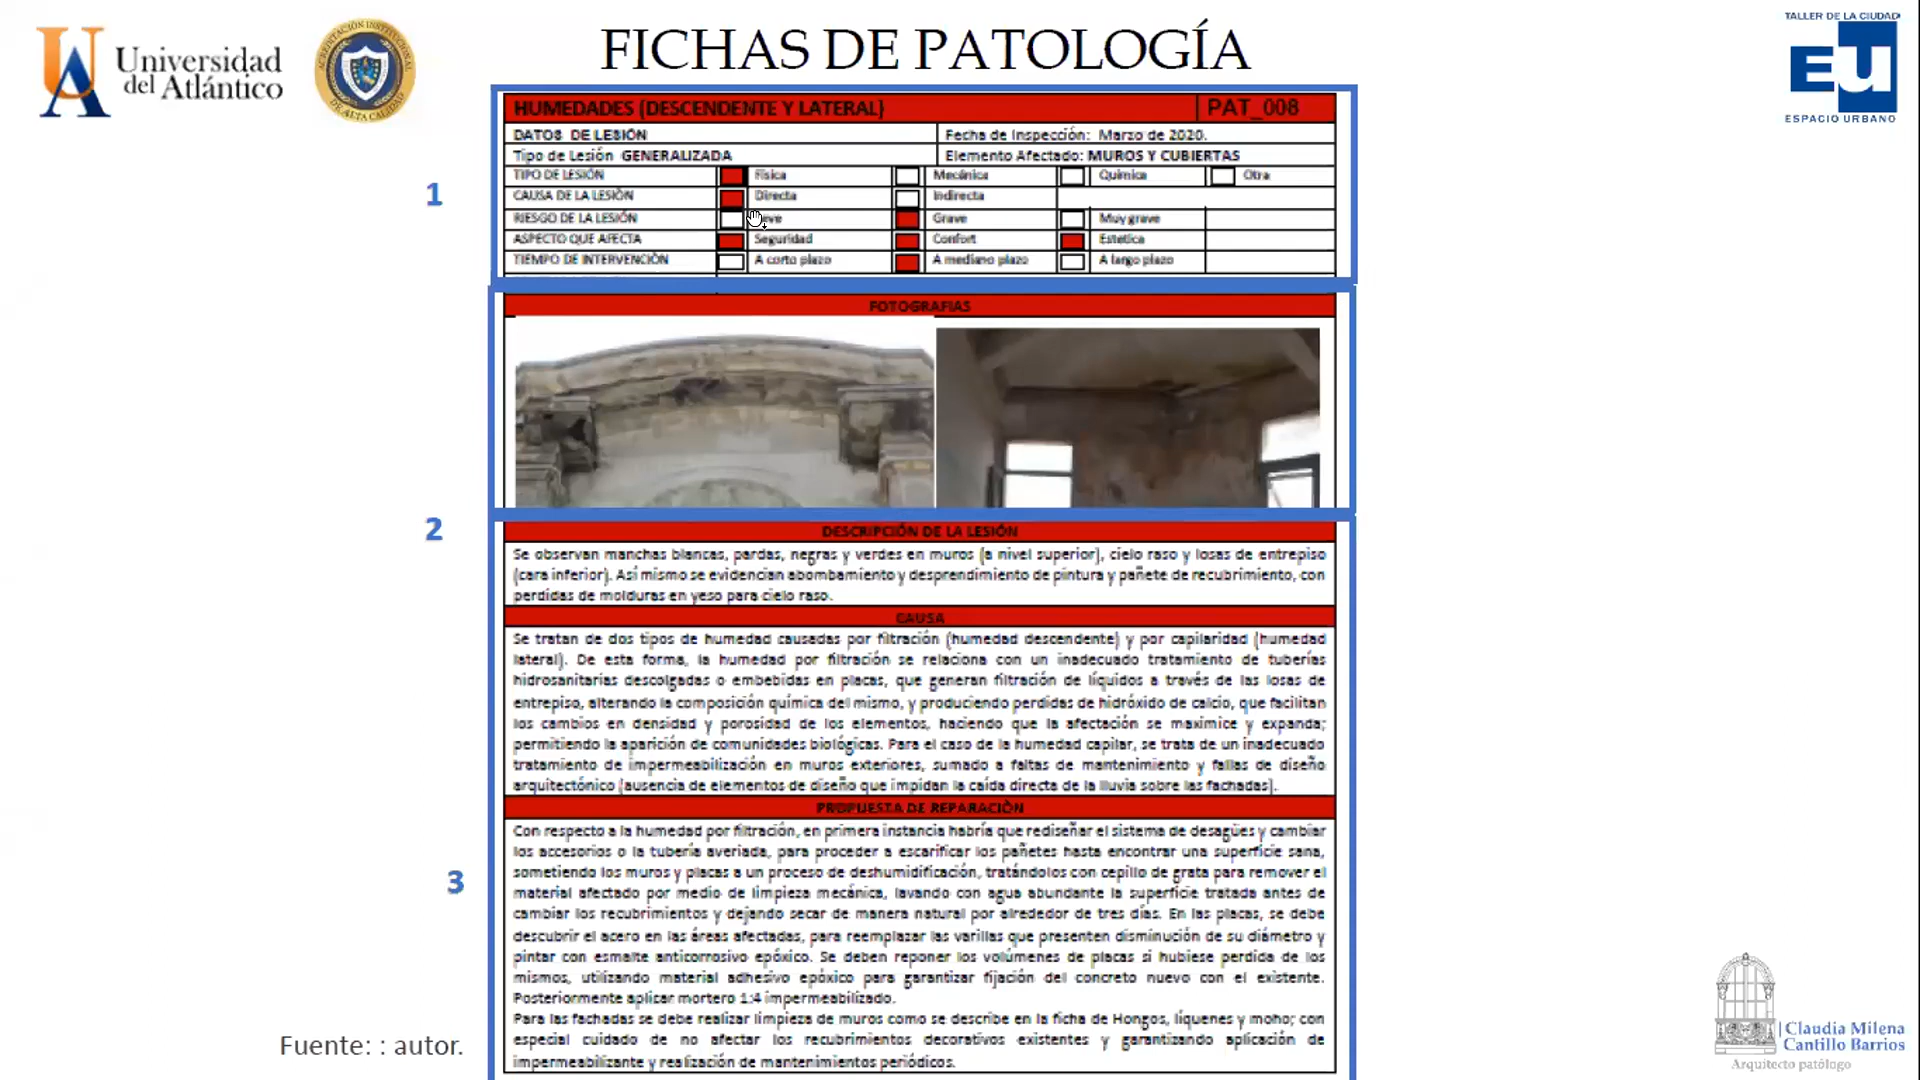 Universidad
del Atlántico
ACREDITACIÓN INSTITUCIONAL
DE ALTA CALIDAD
FICHAS DE PATOLOGÍA
TALLER DE LA CIUDAD
EU
ESPACIO URBANO
HUMEDADES (DESCENDENTE Y LATERAL) PAT_008
DATOS DE LESIÓN Fecha de Inspección: Marzo de 2020.
Tipo de Lesión GENERALIZADA Elemento Afectado: MUROS Y CUBIERTAS
TIPO DE LESIÓN Física Mecánica Química Otra
1
CAUSA DE LA LESIÓN Directa Indirecta
RIESGO DE LA LESIÓN Leve Grave Muy grave
ASPECTO QUE AFECTA Seguridad Confort Estética
TIEMPO DE INTERVENCIÒN A corto plazo A mediano plazo A largo plazo
FOTOGRAFIAS
2
DESCRIPCIÓN DE LA LESIÓN
Se observan manchas blancas, pardas, negras y verdes en muros (a nivel superior), cielo raso y losas de entrepiso
(cara inferior). Así mismo se evidencian abombamiento y desprendimiento de pintura y pañete de recubrimiento, con
perdidas de molduras en yeso para cielo raso.
CAUSA
Se tratan de dos tipos de humedad causadas por filtración (humedad descendente) y por capilaridad (humedad
lateral). De esta forma, la humedad por filtración se relaciona con un inadecuado tratamiento de tuberías
hidrosanitarias descolgadas o embebidas en placas, que generan filtración de líquidos a través de las losas de
entrepiso, alterando la composición química del mismo, y produciendo perdidas de hidróxido de calcio, que facilitan
los cambios en densidad y porosidad de los elementos, haciendo que la afectación se maximice y expanda;
permitiendo la aparición de comunidades biológicas. Para el caso de la humedad capilar, se trata de un inadecuado
tratamiento de impermeabilización en muros exteriores, sumado a faltas de mantenimiento y fallas de diseño
arquitectónico (ausencia de elementos de diseño que impidan la caída directa de la lluvia sobre las fachadas).
PROPUESTA DE REPARACIÒN
3
Con respecto a la humedad por filtración, en primera instancia habría que rediseñar el sistema de desagües y cambiar
los accesorios o la tubería averiada, para proceder a escarificar los pañetes hasta encontrar una superficie sana,
sometiendo los muros y placas a un proceso de deshumidificación, tratándolos con cepillo de grata para remover el
material afectado por medio de limpieza mecánica, lavando con agua abundante la superficie tratada antes de
cambiar los recubrimientos y dejando secar de manera natural por alrededor de tres días. En las placas, se debe
descubrir el acero en las áreas afectadas, para reemplazar las varillas que presenten disminución de su diámetro y
pintar con esmalte anticorrosivo epóxico. Se deben reponer los volúmenes de placas si hubiese perdida de los
mismos, utilizando material adhesivo epóxico para garantizar fijación del concreto nuevo con el existente.
Posteriormente aplicar mortero 1:4 impermeabilizado.
Para las fachadas se debe realizar limpieza de muros como se describe en la ficha de Hongos, líquenes y moho; con
especial cuidado de no afectar los recubrimientos decorativos existentes y garantizando aplicación de
impermeabilizante y realización de mantenimientos periódicos.
Fuente: : autor.
Claudia Milena
Cantillo Barrios
Arquitecto patólogo